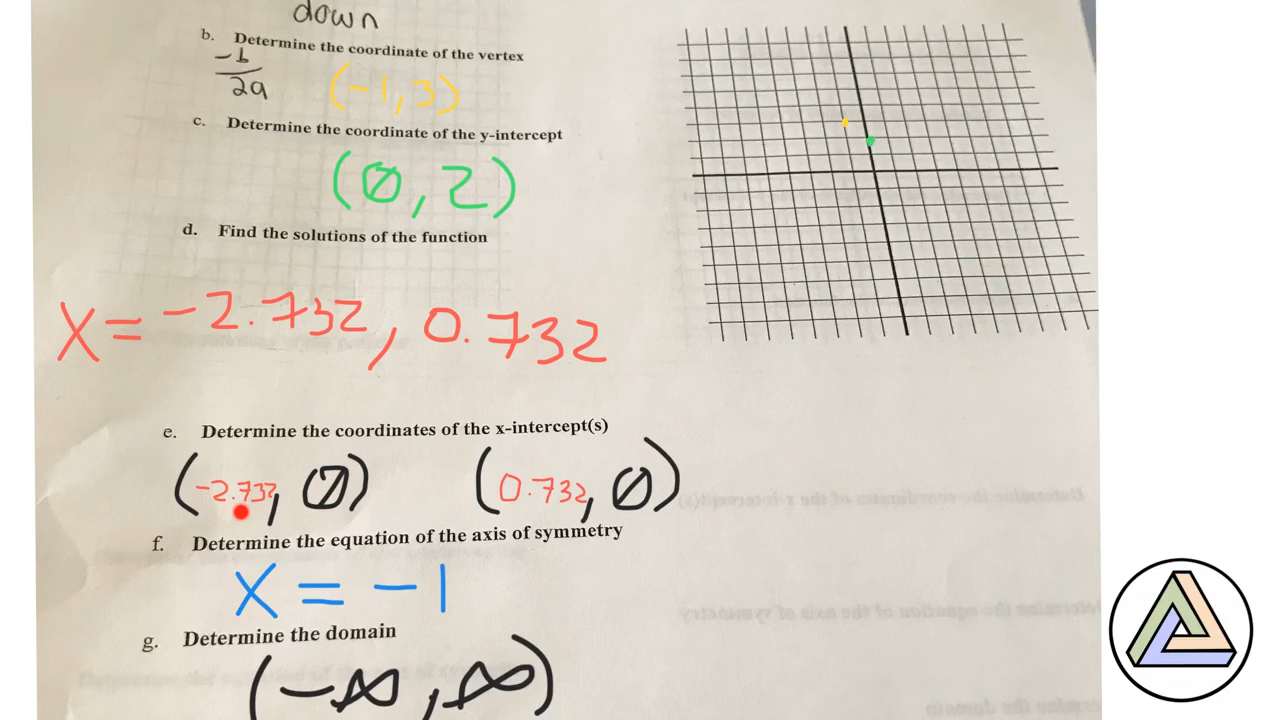 down
b. Determine the coordinate of the vertex
-b
2a
(-1,3)
c. Determine the coordinate of the y-intercept
(0,2)
d. Find the solutions of the function
X=-2.732, 0.732
e. Determine the coordinates of the x-intercept(s)
(-2.732, 0) (0.732, 0)
f. Determine the equation of the axis of symmetry
X=-1
g. Determine the domain
(-∞,∞)